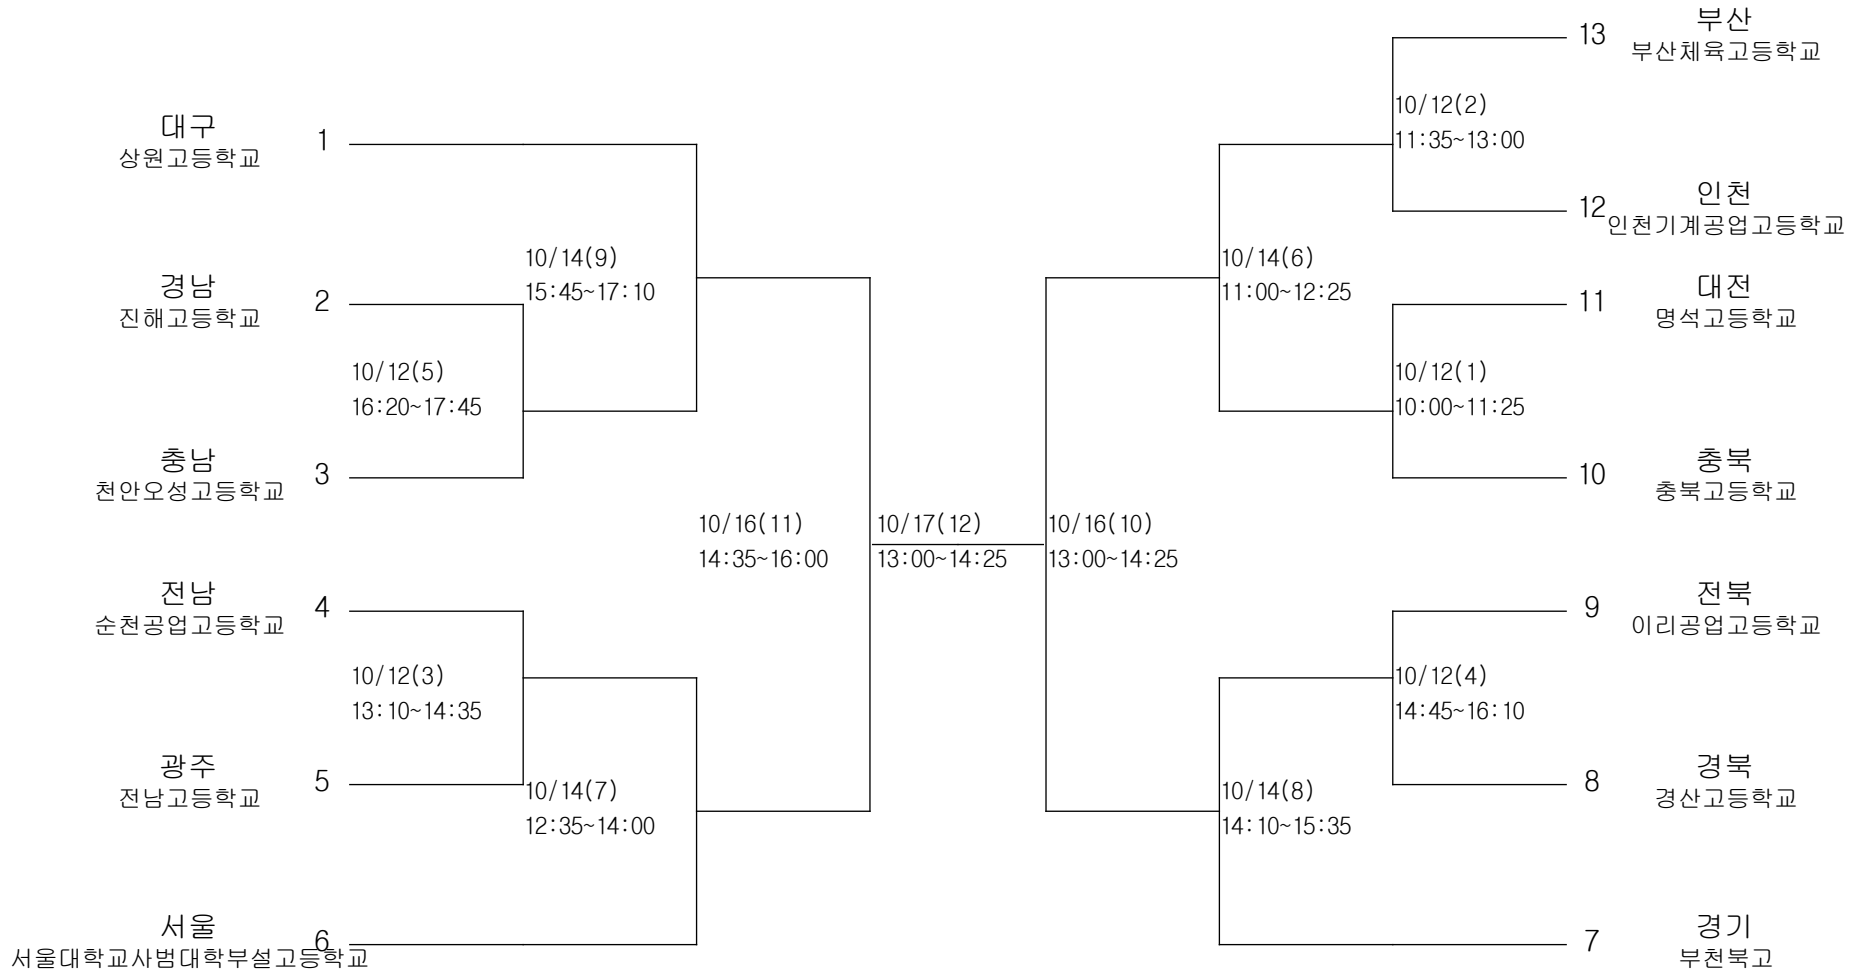 대구
상원고등학교
1
경남
진해고등학교
2
10/14(9)
15:45~17:10
10/12(5)
16:20~17:45
충남
천안오성고등학교
3
10/16(11)
14:35~16:00
전남
순천공업고등학교
4
10/12(3)
13:10~14:35
광주
전남고등학교
5
10/14(7)
12:35~14:00
서울
서울대학교사범대학부설고등학교
6
10/17(12)
13:00~14:25
10/16(10)
13:00~14:25
13
부산
부산체육고등학교
10/12(2)
11:35~13:00
12
인천
인천기계공업고등학교
10/14(6)
11:00~12:25
11
대전
명석고등학교
10/12(1)
10:00~11:25
10
충북
충북고등학교
9
전북
이리공업고등학교
10/12(4)
14:45~16:10
8
경북
경산고등학교
10/14(8)
14:10~15:35
7
경기
부천북고